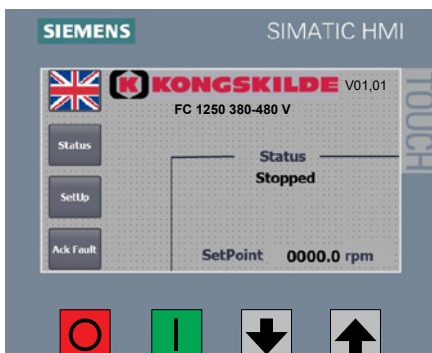 SIEMENS
SIMATIC HMI
TOUCH
KONGSKILDE V01,01
FC 1250 380-480 V
Status
Status
Stopped
SetUp
Ack Fault
SetPoint 0000.0 rpm